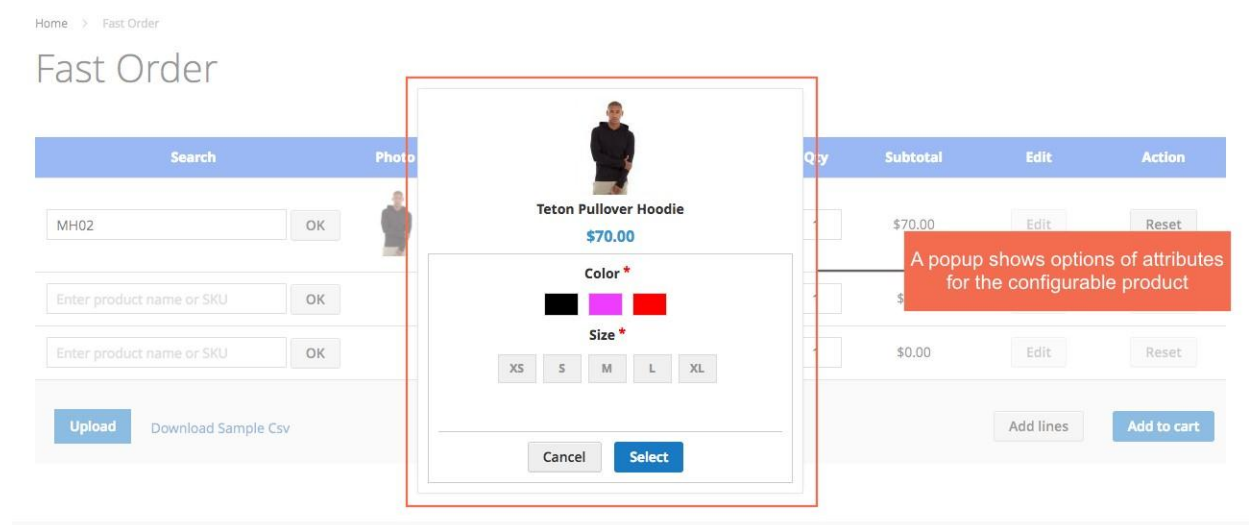 Home > Fast Order
Fast Order
Search Photo Qty Subtotal Edit Action
MH02 OK $70.00 Edit Reset
Teton Pullover Hoodie
$70.00
A popup shows options of attributes
for the configurable product
Color *
Enter product name or SKU OK
Size *
Enter product name or SKU OK $0.00 Edit Reset
XS S M L XL
Upload Download Sample Csv Add lines Add to cart
Cancel Select